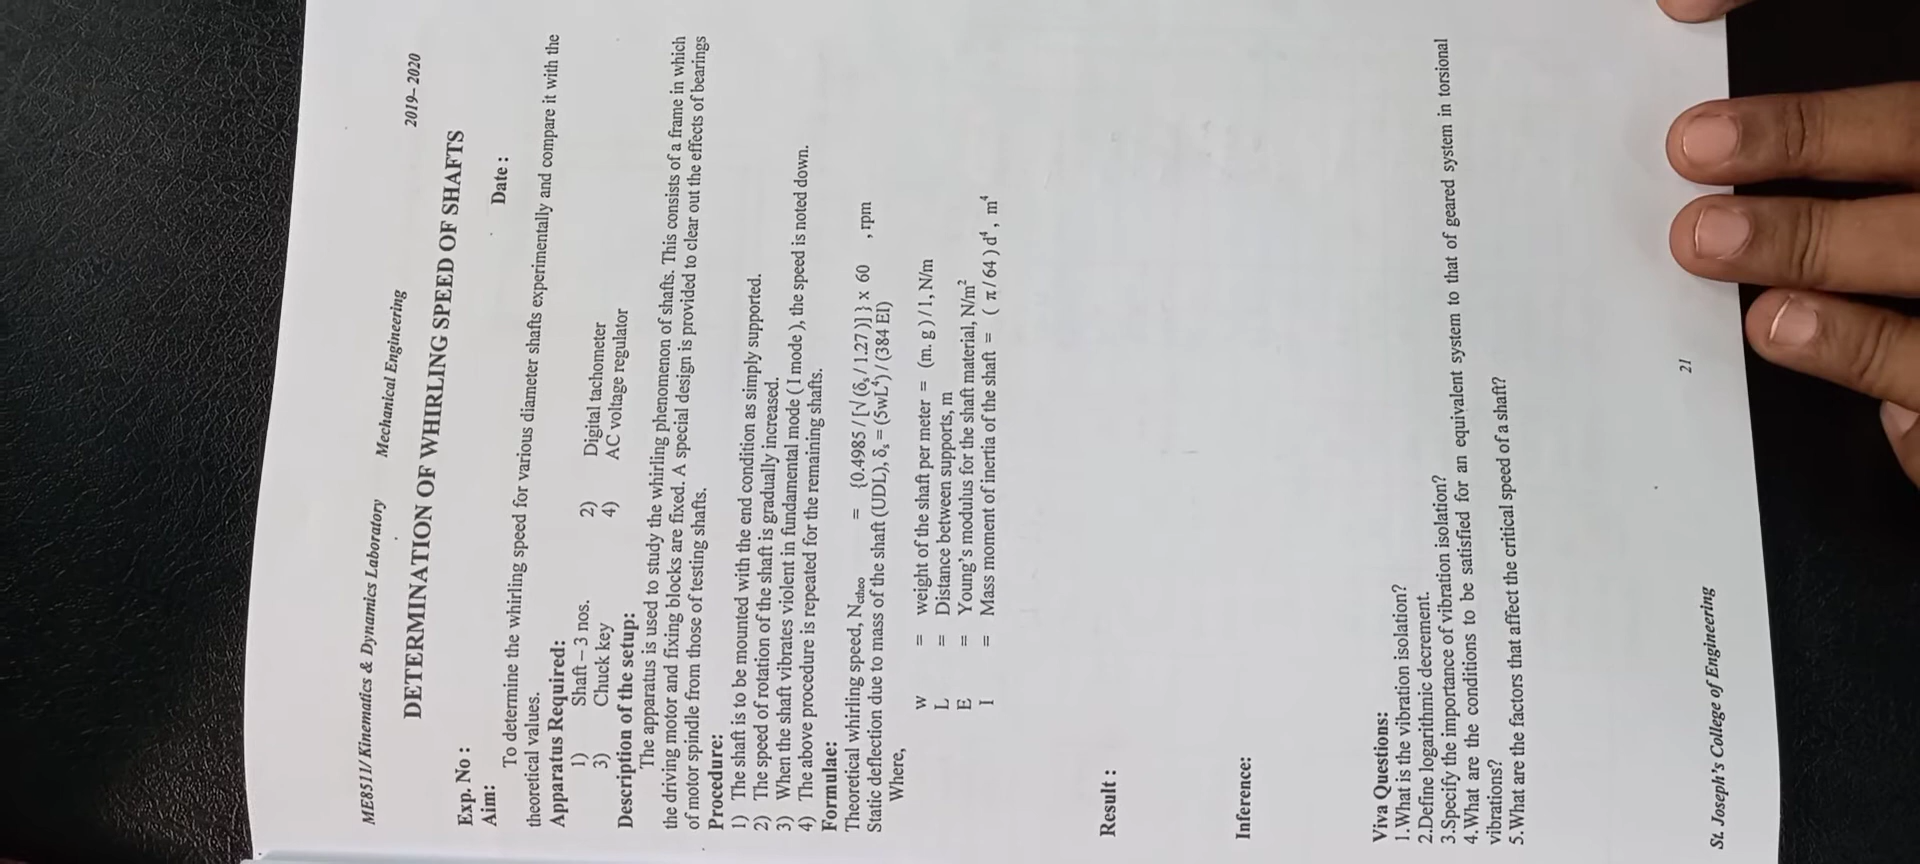 ME8511/ Kinematics & Dynamics Laboratory Mechanical Engineering 2019–2020
DETERMINATION OF WHIRLING SPEED OF SHAFTS
Exp. No : Date :
Aim:
To determine the whirling speed for various diameter shafts experimentally and compare it with the
theoretical values.
Apparatus Required:
1) Shaft – 3 nos. 2) Digital tachometer
3) Chuck key 4) AC voltage regulator
Description of the setup:
The apparatus is used to study the whirling phenomenon of shafts. This consists of a frame in which
the driving motor and fixing blocks are fixed. A special design is provided to clear out the effects of bearings
of motor spindle from those of testing shafts.
Procedure:
1) The shaft is to be mounted with the end condition as simply supported.
2) The speed of rotation of the shaft is gradually increased.
3) When the shaft vibrates violent in fundamental mode ( I mode ), the speed is noted down.
4) The above procedure is repeated for the remaining shafts.
Formulae:
Theoretical whirling speed, Nctheo = {0.4985 / [√ (δs / 1.27 )] } x 60 , rpm
Static deflection due to mass of the shaft (UDL), δs = (5wL⁴) / (384 EI)
Where,
w = weight of the shaft per meter = (m. g ) / l, N/m
L = Distance between supports, m
E = Young's modulus for the shaft material, N/m²
I = Mass moment of inertia of the shaft = ( π / 64 ) d⁴, m⁴
Result :
Inference:
Viva Questions:
1.What is the vibration isolation?
2.Define logarithmic decrement.
3.Specify the importance of vibration isolation?
4.What are the conditions to be satisfied for an equivalent system to that of geared system in torsional
vibrations?
5.What are the factors that affect the critical speed of a shaft?
St. Joseph's College of Engineering 21